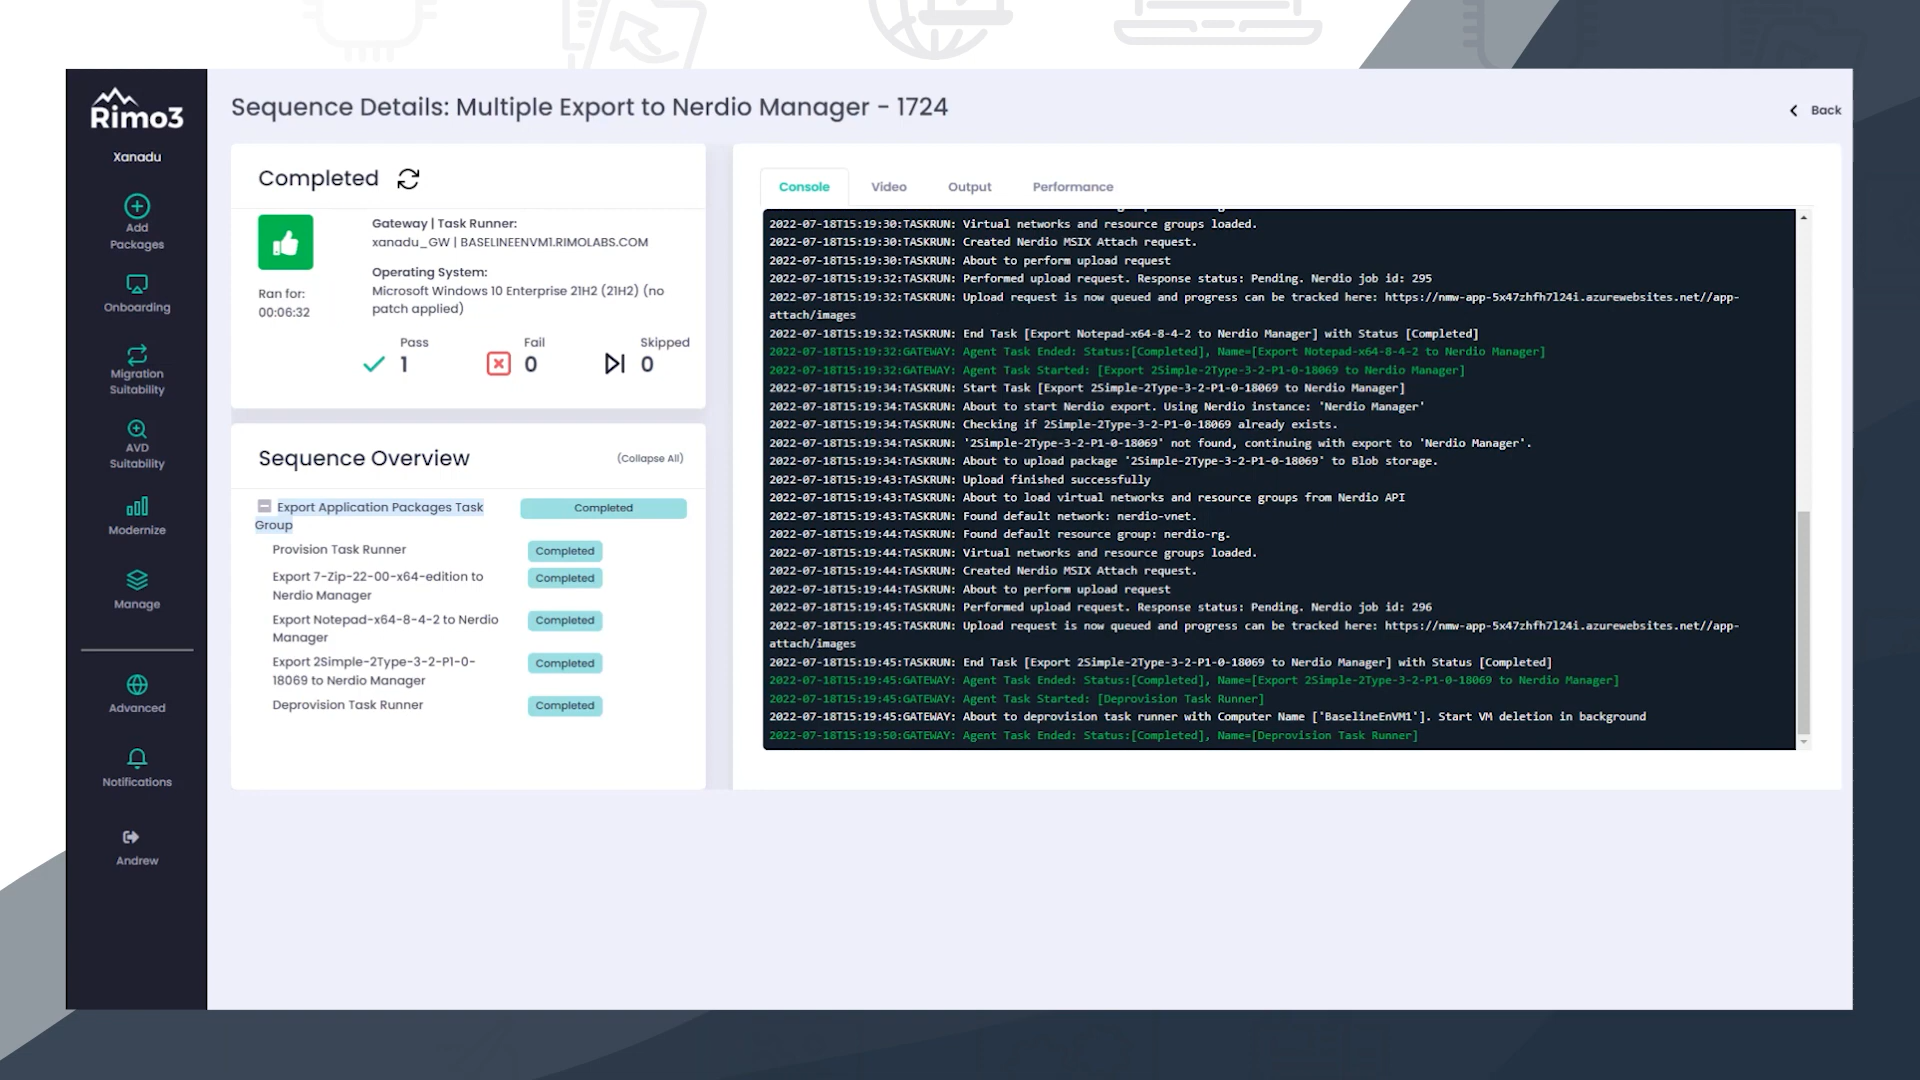 Rimo3
Xanadu
Add
Packages
Onboarding
Migration
Suitability
AVD
Suitability
Modernize
Manage
Advanced
Notifications
Andrew
Sequence Details: Multiple Export to Nerdio Manager - 1724
Back
Completed
Ran for:
00:06:32
Gateway | Task Runner:
xanadu_GW | BASELINEENVM1.RIMOLABS.COM
Operating System:
Microsoft Windows 10 Enterprise 21H2 (21H2) (no
patch applied)
Pass
1
Fail
0
Skipped
0
Sequence Overview
(Collapse All)
Export Application Packages Task
Group
Completed
Provision Task Runner
Completed
Export 7-Zip-22-00-x64-edition to
Nerdio Manager
Completed
Export Notepad-x64-8-4-2 to Nerdio
Manager
Completed
Export 2Simple-2Type-3-2-P1-0-
18069 to Nerdio Manager
Completed
Deprovision Task Runner
Completed
Console
Video
Output
Performance
2022-07-18T15:19:30:TASKRUN: Virtual networks and resource groups loaded.
2022-07-18T15:19:30:TASKRUN: Created Nerdio MSIX Attach request.
2022-07-18T15:19:30:TASKRUN: About to perform upload request
2022-07-18T15:19:32:TASKRUN: Performed upload request. Response status: Pending. Nerdio job id: 295
2022-07-18T15:19:32:TASKRUN: Upload request is now queued and progress can be tracked here: https://nmw-app-5x47zhfh7l24i.azurewebsites.net//app-
attach/images
2022-07-18T15:19:32:TASKRUN: End Task [Export Notepad-x64-8-4-2 to Nerdio Manager] with Status [Completed]
2022-07-18T15:19:32:GATEWAY: Agent Task Ended: Status:[Completed], Name=[Export Notepad-x64-8-4-2 to Nerdio Manager]
2022-07-18T15:19:32:GATEWAY: Agent Task Started: [Export 2Simple-2Type-3-2-P1-0-18069 to Nerdio Manager]
2022-07-18T15:19:34:TASKRUN: Start Task [Export 2Simple-2Type-3-2-P1-0-18069 to Nerdio Manager]
2022-07-18T15:19:34:TASKRUN: About to start Nerdio export. Using Nerdio instance: 'Nerdio Manager'
2022-07-18T15:19:34:TASKRUN: Checking if 2Simple-2Type-3-2-P1-0-18069 already exists.
2022-07-18T15:19:34:TASKRUN: '2Simple-2Type-3-2-P1-0-18069' not found, continuing with export to 'Nerdio Manager'.
2022-07-18T15:19:34:TASKRUN: About to upload package '2Simple-2Type-3-2-P1-0-18069' to Blob storage.
2022-07-18T15:19:43:TASKRUN: Upload finished successfully
2022-07-18T15:19:43:TASKRUN: About to load virtual networks and resource groups from Nerdio API
2022-07-18T15:19:43:TASKRUN: Found default network: nerdio-vnet.
2022-07-18T15:19:44:TASKRUN: Found default resource group: nerdio-rg.
2022-07-18T15:19:44:TASKRUN: Virtual networks and resource groups loaded.
2022-07-18T15:19:44:TASKRUN: Created Nerdio MSIX Attach request.
2022-07-18T15:19:44:TASKRUN: About to perform upload request
2022-07-18T15:19:45:TASKRUN: Performed upload request. Response status: Pending. Nerdio job id: 296
2022-07-18T15:19:45:TASKRUN: Upload request is now queued and progress can be tracked here: https://nmw-app-5x47zhfh7l24i.azurewebsites.net//app-
attach/images
2022-07-18T15:19:45:TASKRUN: End Task [Export 2Simple-2Type-3-2-P1-0-18069 to Nerdio Manager] with Status [Completed]
2022-07-18T15:19:45:GATEWAY: Agent Task Ended: Status:[Completed], Name=[Export 2Simple-2Type-3-2-P1-0-18069 to Nerdio Manager]
2022-07-18T15:19:45:GATEWAY: Agent Task Started: [Deprovision Task Runner]
2022-07-18T15:19:45:GATEWAY: About to deprovision task runner with Computer Name ['BaselineEnVM1']. Start VM deletion in background
2022-07-18T15:19:50:GATEWAY: Agent Task Ended: Status:[Completed], Name=[Deprovision Task Runner]